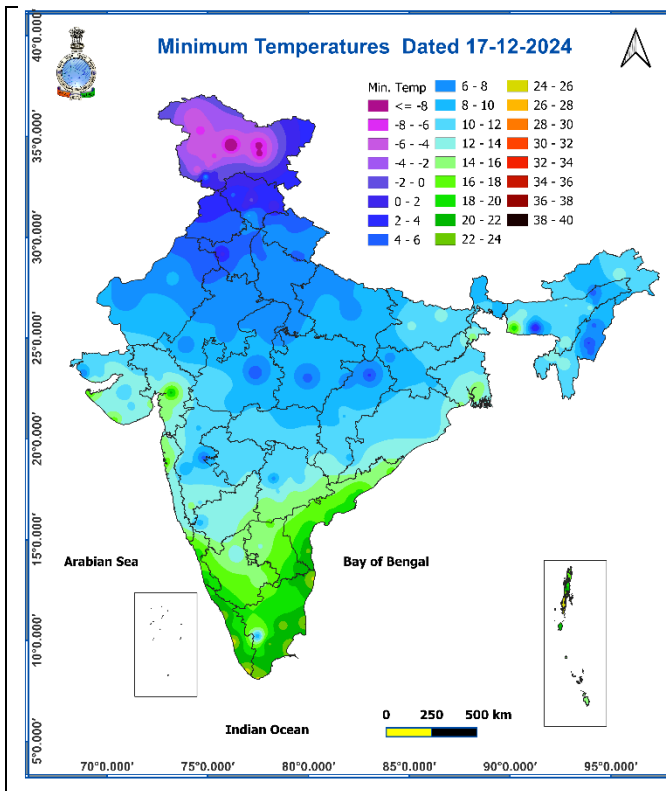 Minimum Temperatures Dated 17-12-2024
Min. Temp
<= -8
-8 - -6
-6 - -4
-4 - -2
-2 - 0
0 - 2
2 - 4
4 - 6
6 - 8
8 - 10
10 - 12
12 - 14
14 - 16
16 - 18
18 - 20
20 - 22
22 - 24
24 - 26
26 - 28
28 - 30
30 - 32
32 - 34
34 - 36
36 - 38
38 - 40
40°0.000'
35°0.000'
30°0.000'
25°0.000'
20°0.000'
15°0.000'
10°0.000'
5°0.000'
Arabian Sea
Bay of Bengal
Indian Ocean
0 250 500 km
70°0.000' 75°0.000' 80°0.000' 85°0.000' 90°0.000' 95°0.000'